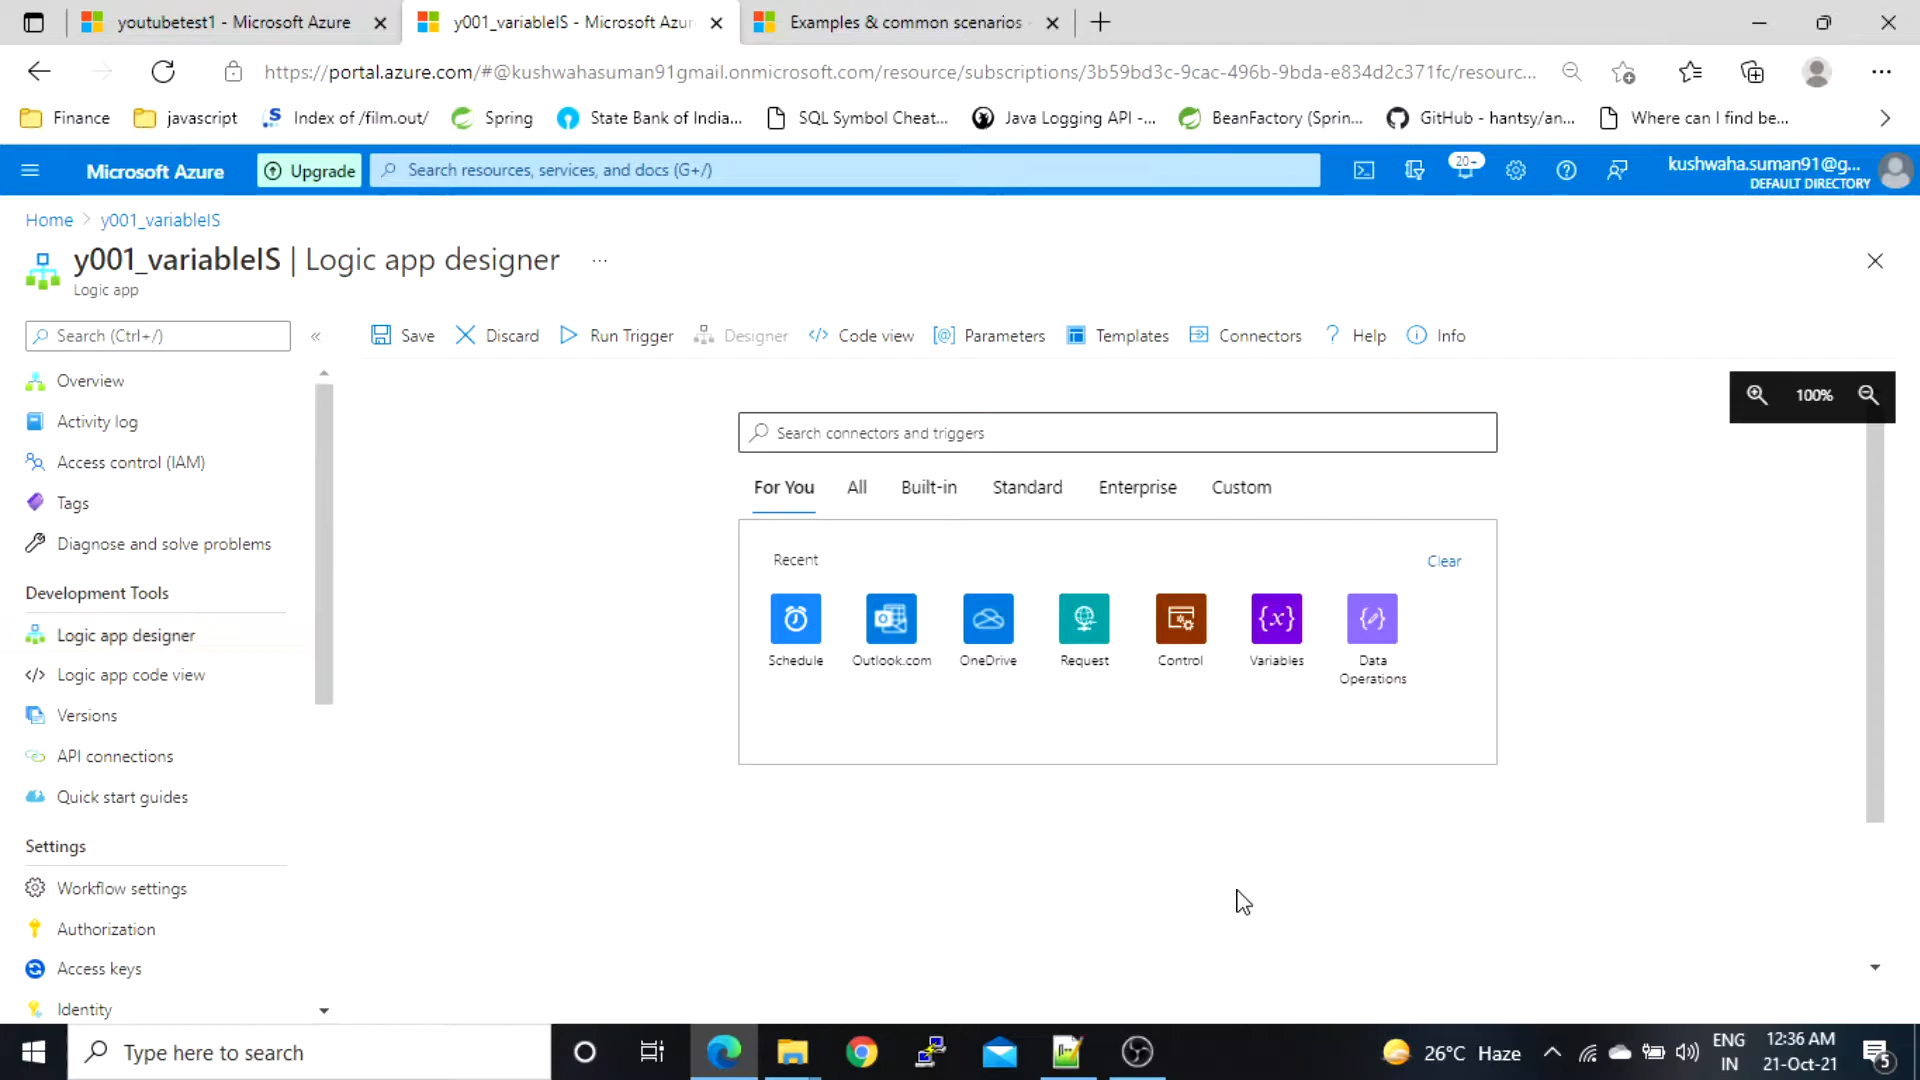 youtubetest1 - Microsoft Azure
y001_variableIS - Microsoft Azur
Examples & common scenarios
https://portal.azure.com/#@kushwahasuman91gmail.onmicrosoft.com/resource/subscriptions/3b59bd3c-9cac-496b-9bda-e834d2c371fc/resourc...
Finance
javascript
Index of /film.out/
Spring
State Bank of India...
SQL Symbol Cheat...
Java Logging API -...
BeanFactory (Sprin...
GitHub - hantsy/an...
Where can I find be...
Microsoft Azure
Upgrade
Search resources, services, and docs (G+/)
20+
kushwaha.suman91@g...
DEFAULT DIRECTORY
Home > y001_variableIS
y001_variableIS | Logic app designer ...
Logic app
Search (Ctrl+/)
«
Save
Discard
Run Trigger
Designer
Code view
Parameters
Templates
Connectors
Help
Info
Overview
Activity log
Access control (IAM)
Tags
Diagnose and solve problems
Development Tools
Logic app designer
Logic app code view
Versions
API connections
Quick start guides
Settings
Workflow settings
Authorization
Access keys
Identity
100%
Search connectors and triggers
For You
All
Built-in
Standard
Enterprise
Custom
Recent
Clear
Schedule
Outlook.com
OneDrive
Request
Control
Variables
Data
Operations
Type here to search
26°C Haze
ENG
IN
12:36 AM
21-Oct-21
5